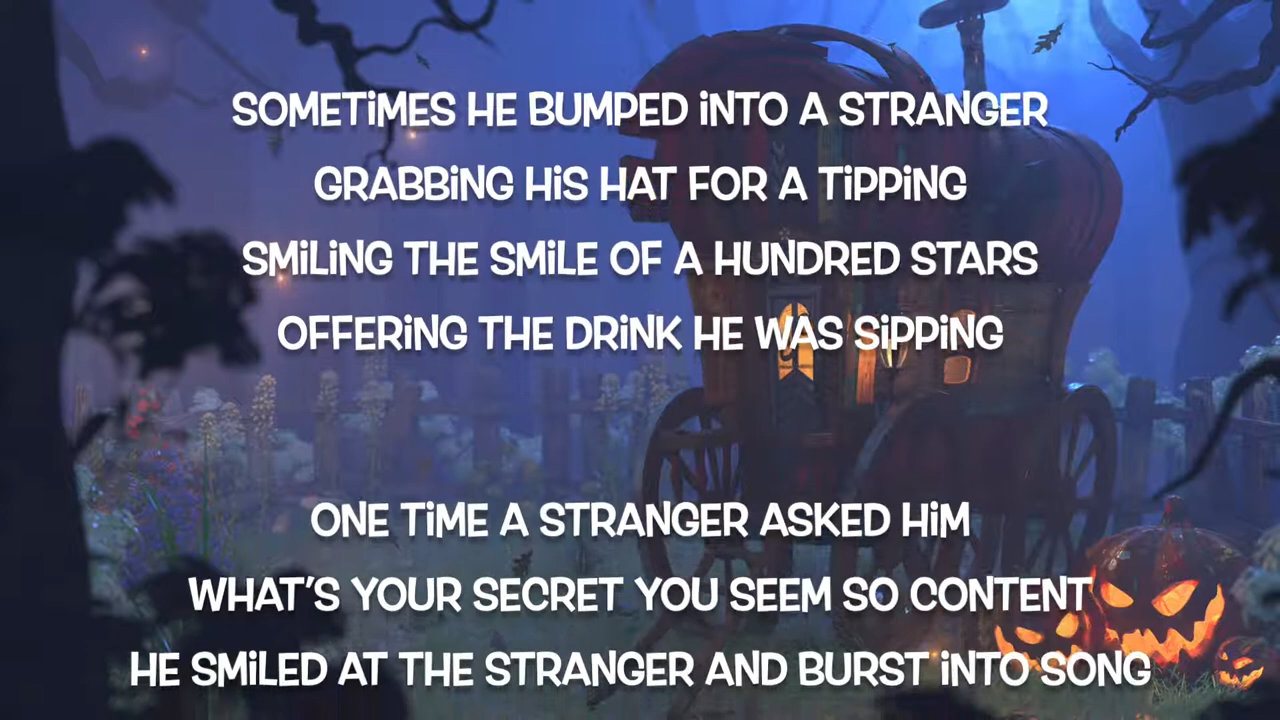 SOMETiMES HE BUMPED iNTO A STRANGER
GRABBiNG HiS HAT FOR A TiPPiNG
SMiLiNG THE SMiLE OF A HUNDRED STARS
OFFERiNG THE DRiNK HE WAS SiPPiNG
ONE TiME A STRANGER ASKED HiM
WHAT'S YOUR SECRET YOU SEEM SO CONTENT
HE SMiLED AT THE STRANGER AND BURST iNTO SONG